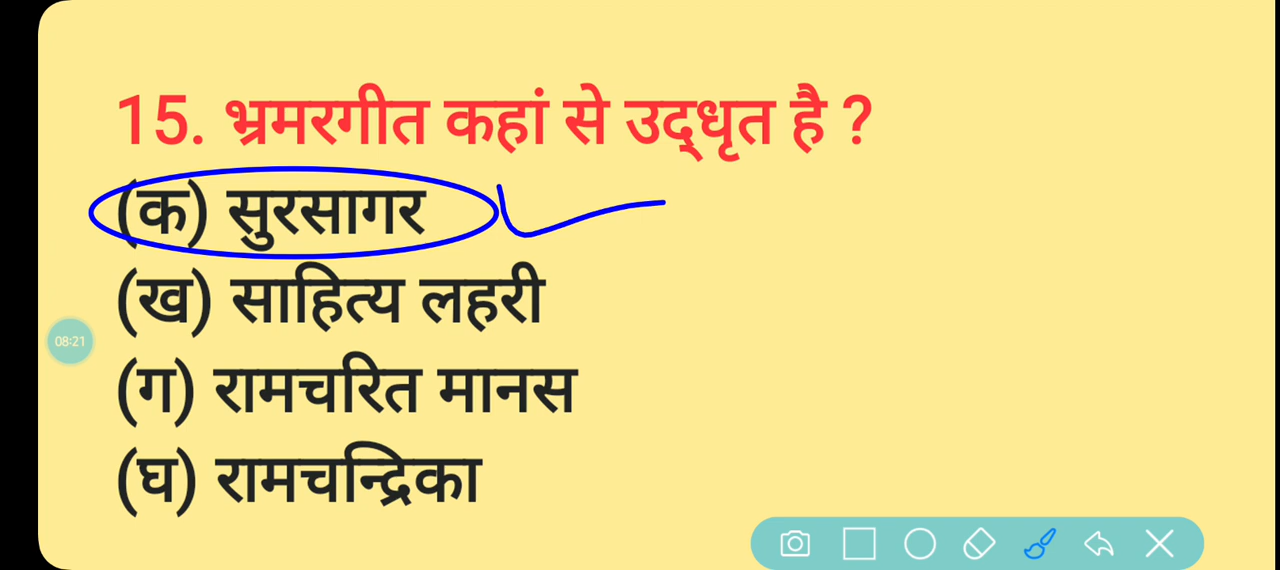 15. भ्रमरगीत कहां से उद्धृत है ?
(क) सुरसागर
(ख) साहित्य लहरी
08:21
(ग) रामचरित मानस
(घ) रामचन्द्रिका